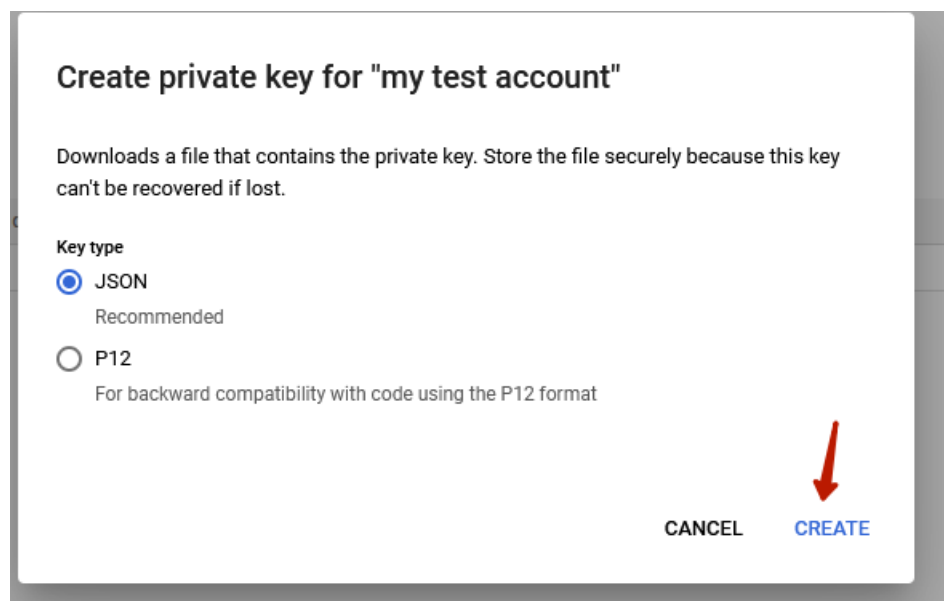 Create private key for "my test account"
Downloads a file that contains the private key. Store the file securely because this key
can't be recovered if lost.
Key type
JSON
Recommended
P12
For backward compatibility with code using the P12 format
CANCEL
CREATE